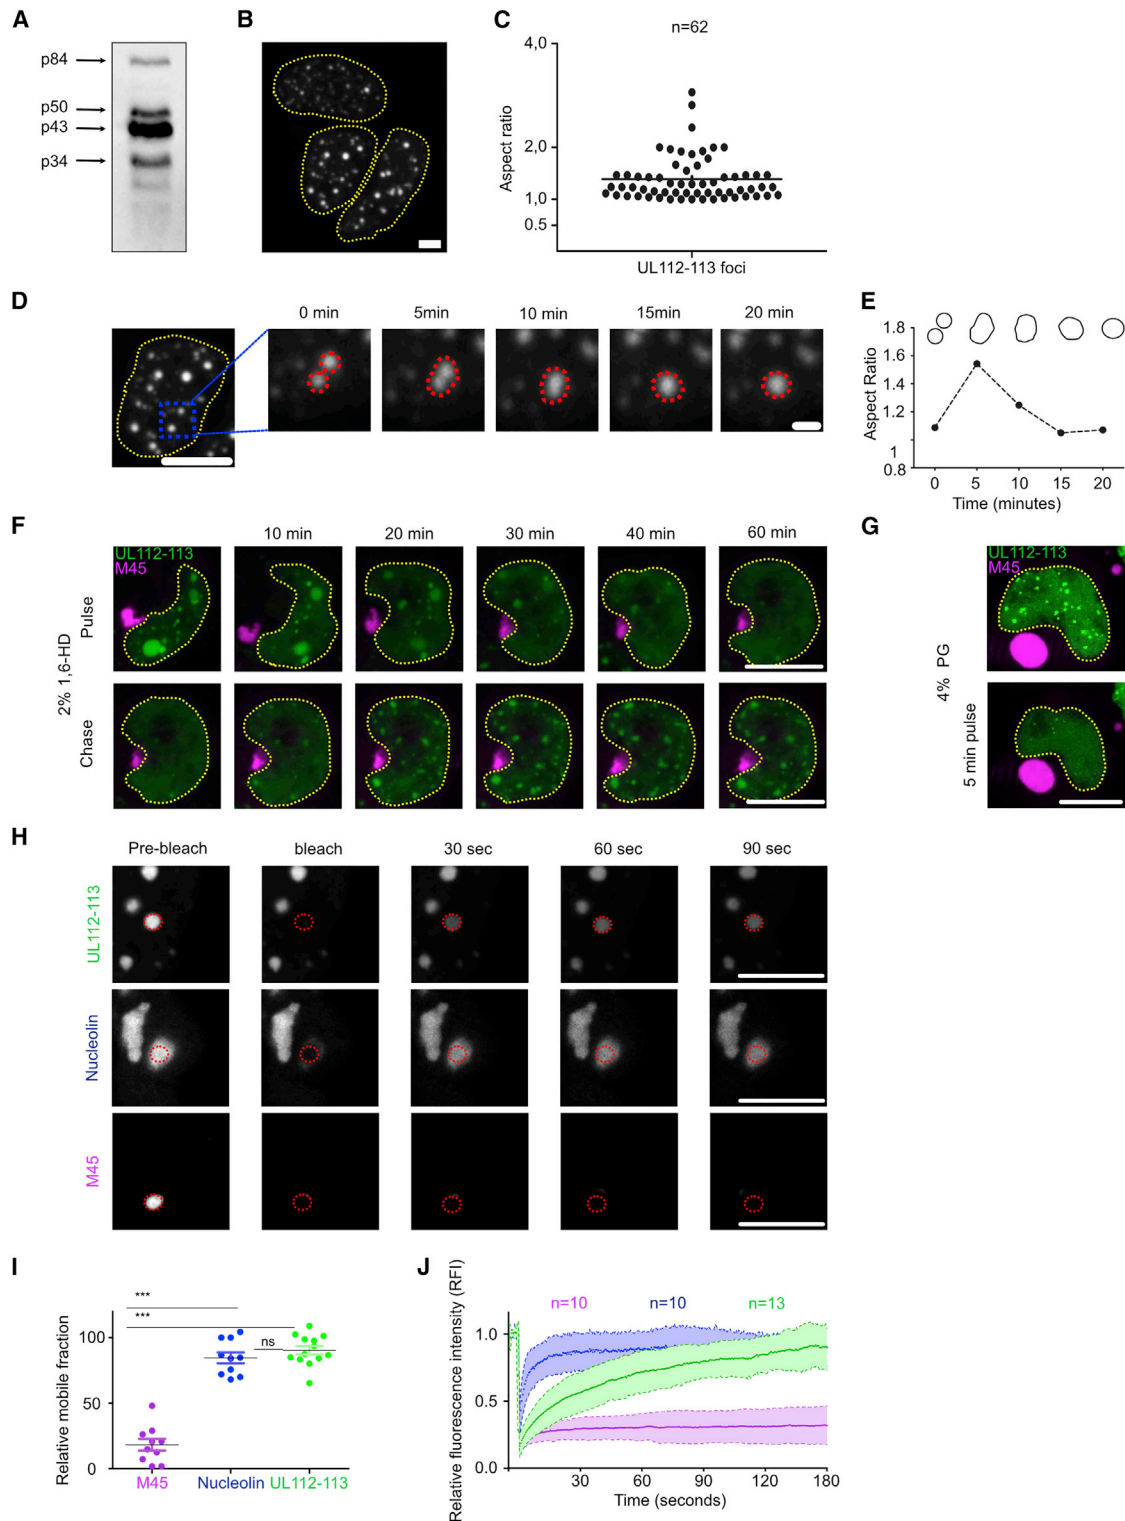 A
p84
p50
p43
p34
B
C
n=62
4,0
2.0
1,0
0.5
Aspect ratio
UL112-113 foci
D
0 min
5min
10 min
15min
20 min
E
1.8
1.6
1.4
1.2
1
0.8
Aspect Ratio
0 5 10 15 20
Time (minutes)
F
10 min
20 min
30 min
40 min
60 min
UL112-113
M45
2% 1,6-HD
Pulse
Chase
G
UL112-113
M45
4% PG
5 min pulse
H
Pre-bleach
bleach
30 sec
60 sec
90 sec
UL112-113
Nucleolin
M45
I
***
***
ns
100
50
0
Relative mobile fraction
M45 Nucleolin UL112-113
J
n=10
n=10
n=13
1.0
0.5
0.0
Relative fluorescence intensity (RFI)
30 60 90 120 180
Time (seconds)